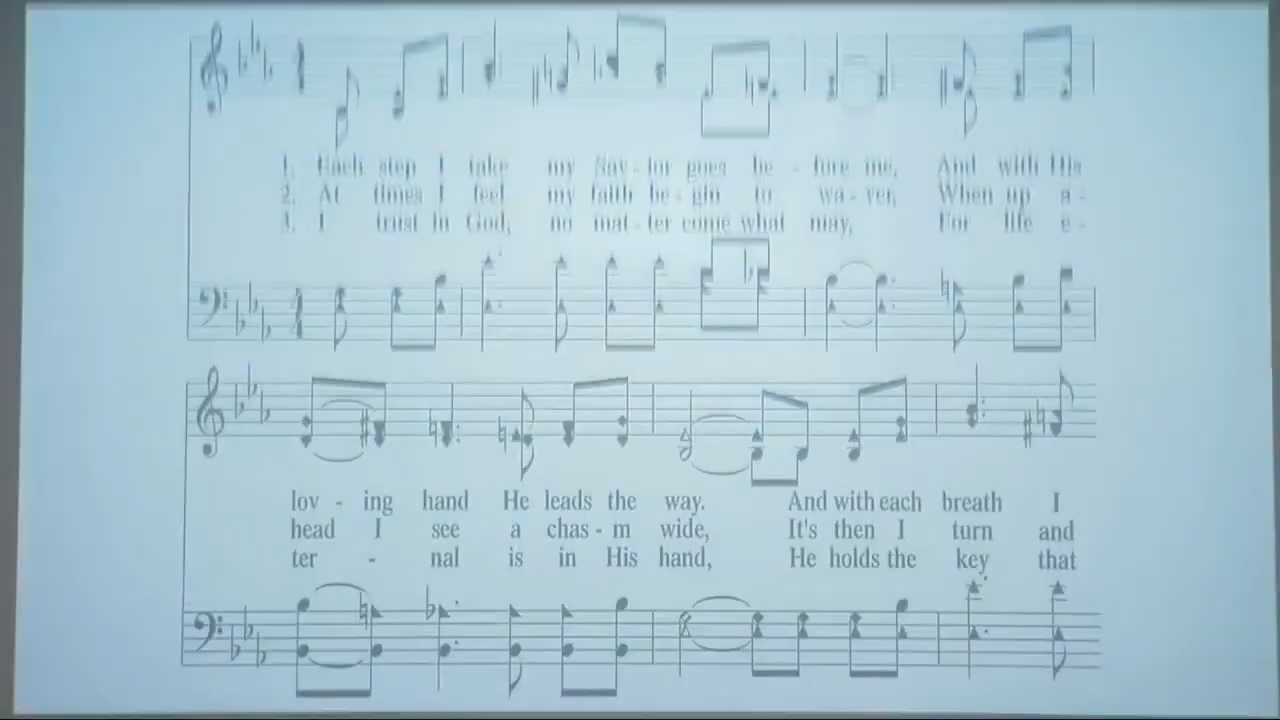 1. Each step I take my Sav - ior goes be - fore me, And with His
2. At times I feel my faith be - gin to wa - ver, When up a -
3. I trust in God, no mat - ter come what may, For life e -
lov - ing hand He leads the way. And with each breath I
head I see a chas - m wide, It's then I turn and
ter - nal is in His hand, He holds the key that